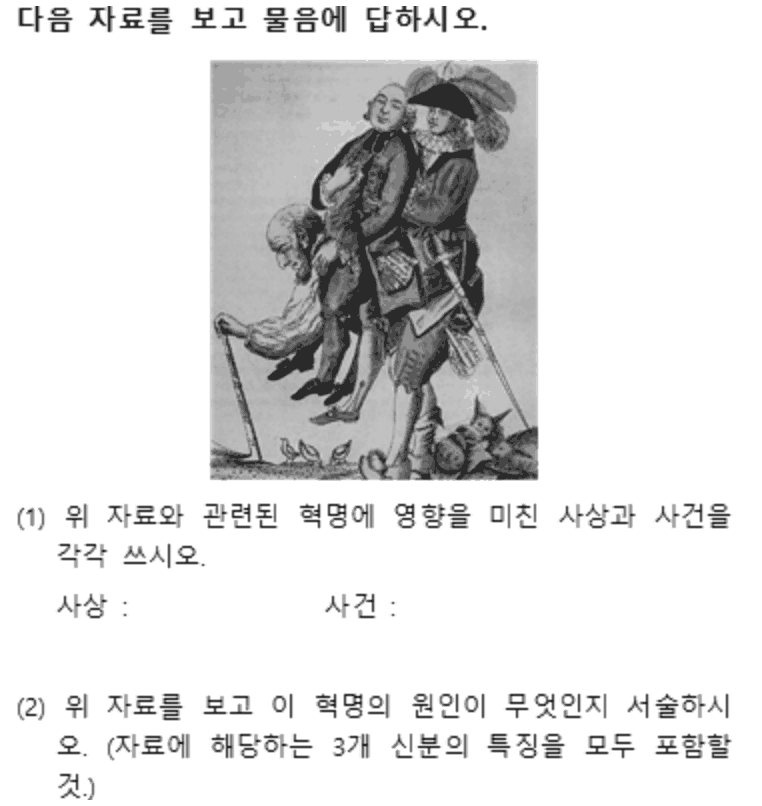 다음 자료를 보고 물음에 답하시오.
(1) 위 자료와 관련된 혁명에 영향을 미친 사상과 사건을
각각 쓰시오.
사상 : 사건 :
(2) 위 자료를 보고 이 혁명의 원인이 무엇인지 서술하시
오. (자료에 해당하는 3개 신분의 특징을 모두 포함할
것.)